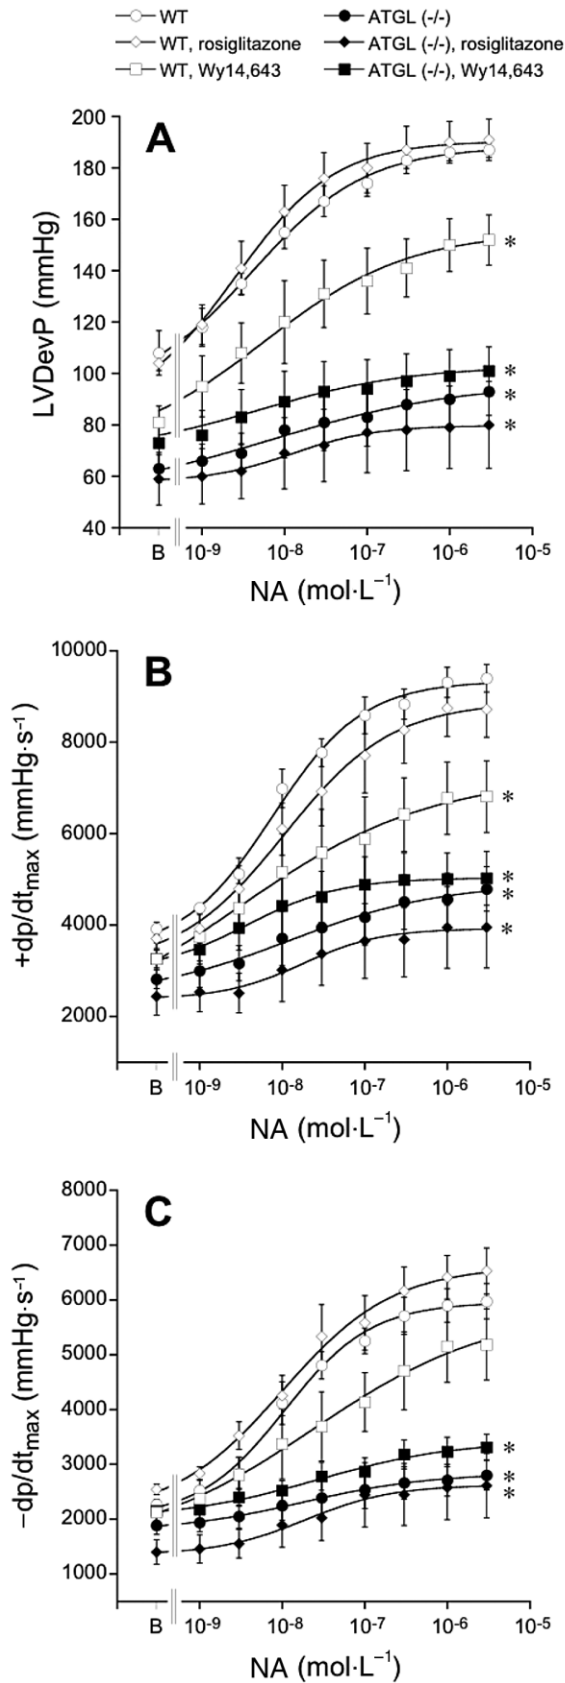 WT
ATGL (-/-)
WT, rosiglitazone
ATGL (-/-), rosiglitazone
WT, Wy14,643
ATGL (-/-), Wy14,643
A
LVDevP (mmHg)
200
180
160
140
120
100
80
60
40
*
*
*
*
B 10⁻⁹ 10⁻⁸ 10⁻⁷ 10⁻⁶ 10⁻⁵
NA (mol·L⁻¹)
B
+dp/dtmax (mmHg·s⁻¹)
10000
8000
6000
4000
2000
*
*
*
*
B 10⁻⁹ 10⁻⁸ 10⁻⁷ 10⁻⁶ 10⁻⁵
NA (mol·L⁻¹)
C
−dp/dtmax (mmHg·s⁻¹)
8000
7000
6000
5000
4000
3000
2000
1000
*
*
*
B 10⁻⁹ 10⁻⁸ 10⁻⁷ 10⁻⁶ 10⁻⁵
NA (mol·L⁻¹)